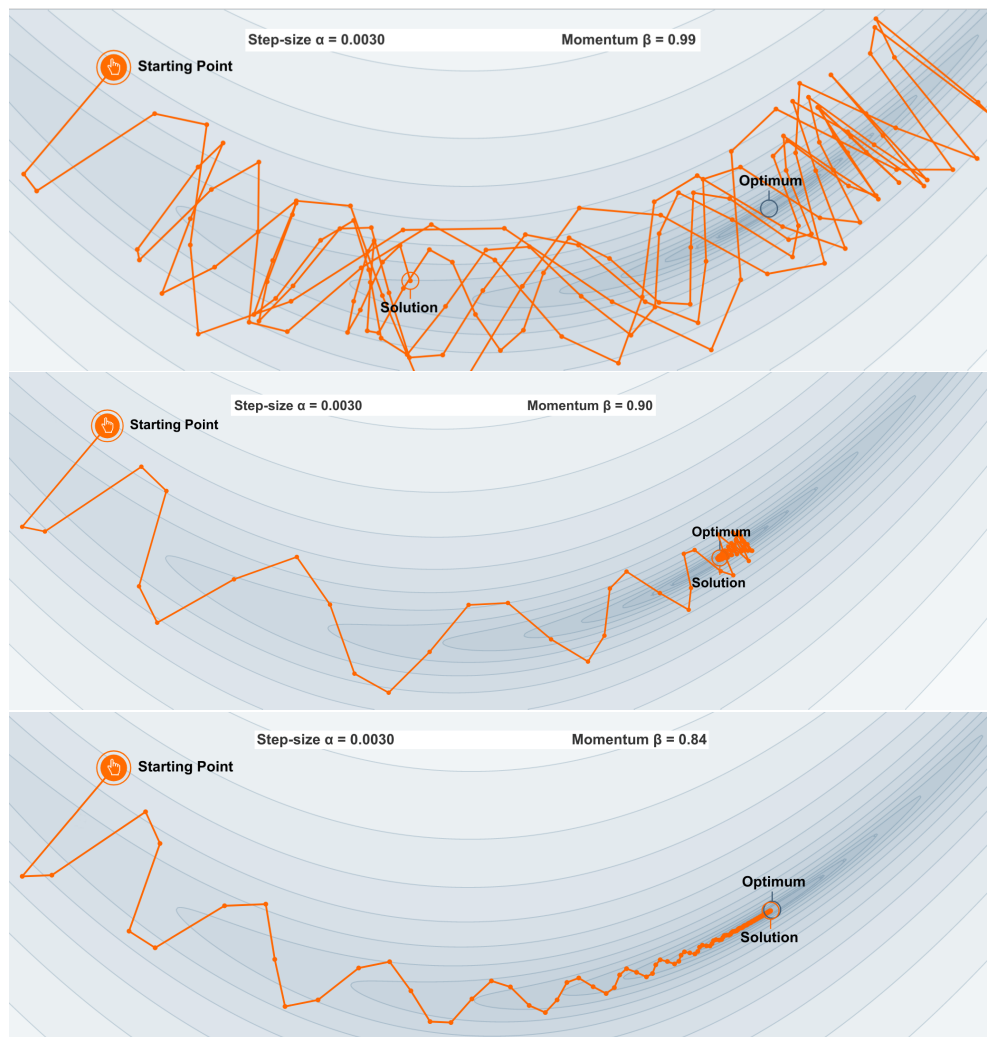 Step-size α = 0.0030 Momentum β = 0.99
Starting Point
Optimum
Solution
Step-size α = 0.0030 Momentum β = 0.90
Starting Point
Optimum
Solution
Step-size α = 0.0030 Momentum β = 0.84
Starting Point
Optimum
Solution